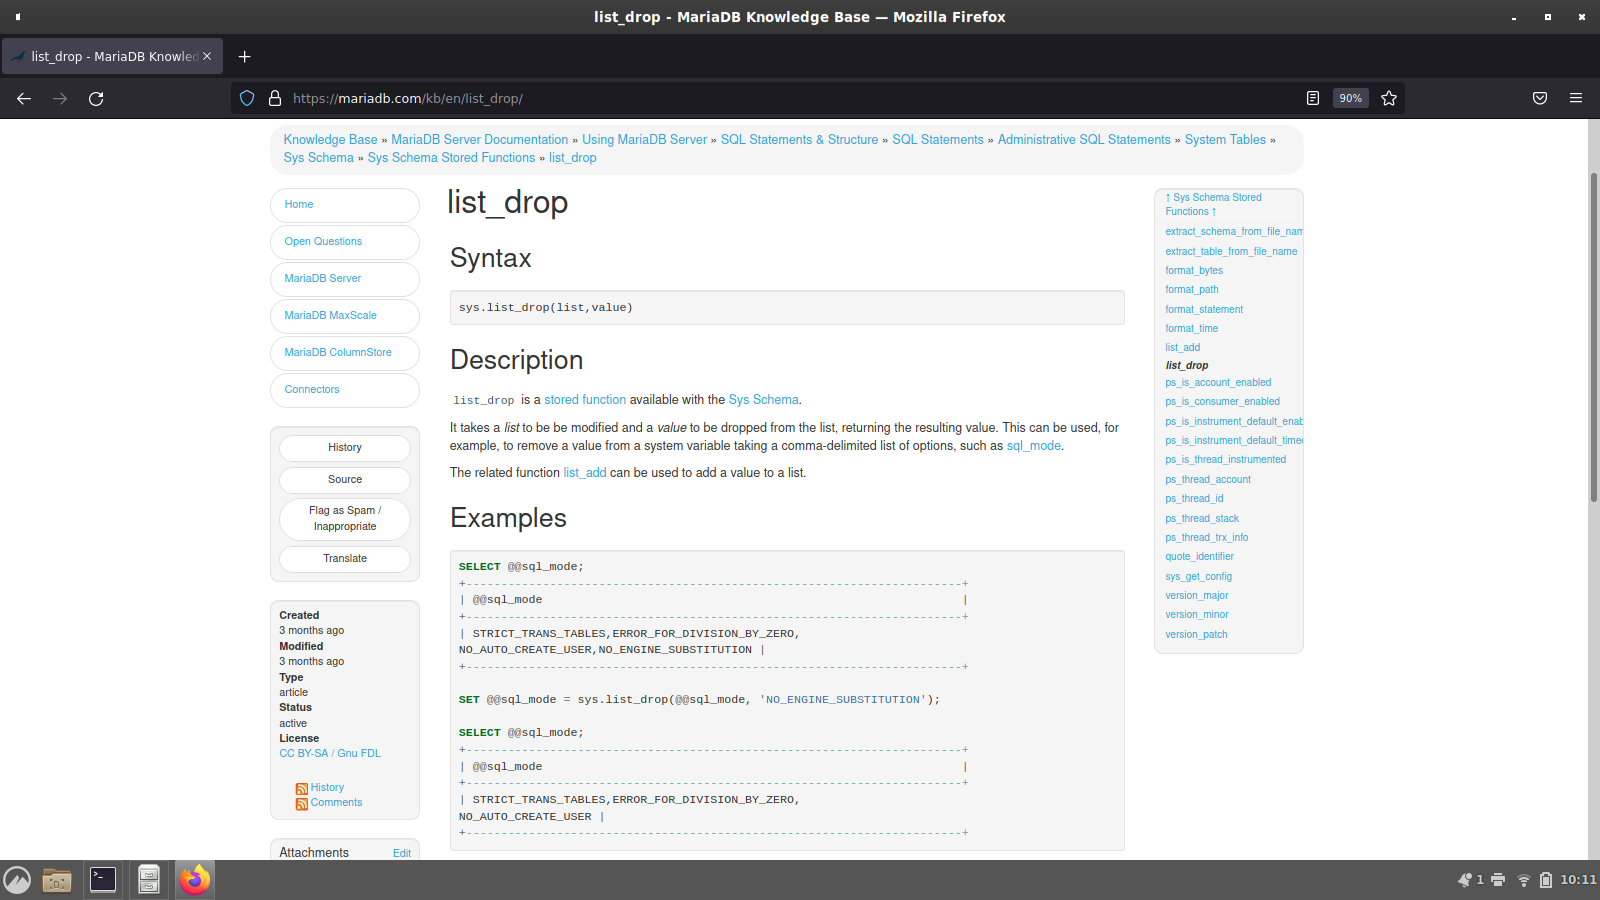 list_drop - MariaDB Knowledge Base — Mozilla Firefox
list_drop - MariaDB Knowled
https://mariadb.com/kb/en/list_drop/
90%
Knowledge Base » MariaDB Server Documentation » Using MariaDB Server » SQL Statements & Structure » SQL Statements » Administrative SQL Statements » System Tables »
Sys Schema » Sys Schema Stored Functions » list_drop
Home
Open Questions
MariaDB Server
MariaDB MaxScale
MariaDB ColumnStore
Connectors
History
Source
Flag as Spam /
Inappropriate
Translate
Created
3 months ago
Modified
3 months ago
Type
article
Status
active
License
CC BY-SA / Gnu FDL
History
Comments
Attachments Edit
list_drop
Syntax
sys.list_drop(list,value)
Description
list_drop is a stored function available with the Sys Schema.
It takes a list to be be modified and a value to be dropped from the list, returning the resulting value. This can be used, for
example, to remove a value from a system variable taking a comma-delimited list of options, such as sql_mode.
The related function list_add can be used to add a value to a list.
Examples
SELECT @@sql_mode;
+-----------------------------------------------------------------------+
| @@sql_mode                                                            |
+-----------------------------------------------------------------------+
| STRICT_TRANS_TABLES,ERROR_FOR_DIVISION_BY_ZERO,
NO_AUTO_CREATE_USER,NO_ENGINE_SUBSTITUTION |
+-----------------------------------------------------------------------+
SET @@sql_mode = sys.list_drop(@@sql_mode, 'NO_ENGINE_SUBSTITUTION');
SELECT @@sql_mode;
+-----------------------------------------------------------------------+
| @@sql_mode                                                            |
+-----------------------------------------------------------------------+
| STRICT_TRANS_TABLES,ERROR_FOR_DIVISION_BY_ZERO,
NO_AUTO_CREATE_USER |
+-----------------------------------------------------------------------+
↑ Sys Schema Stored
Functions ↑
extract_schema_from_file_nam
extract_table_from_file_name
format_bytes
format_path
format_statement
format_time
list_add
list_drop
ps_is_account_enabled
ps_is_consumer_enabled
ps_is_instrument_default_enab
ps_is_instrument_default_timed
ps_is_thread_instrumented
ps_thread_account
ps_thread_id
ps_thread_stack
ps_thread_trx_info
quote_identifier
sys_get_config
version_major
version_minor
version_patch
1
10:11